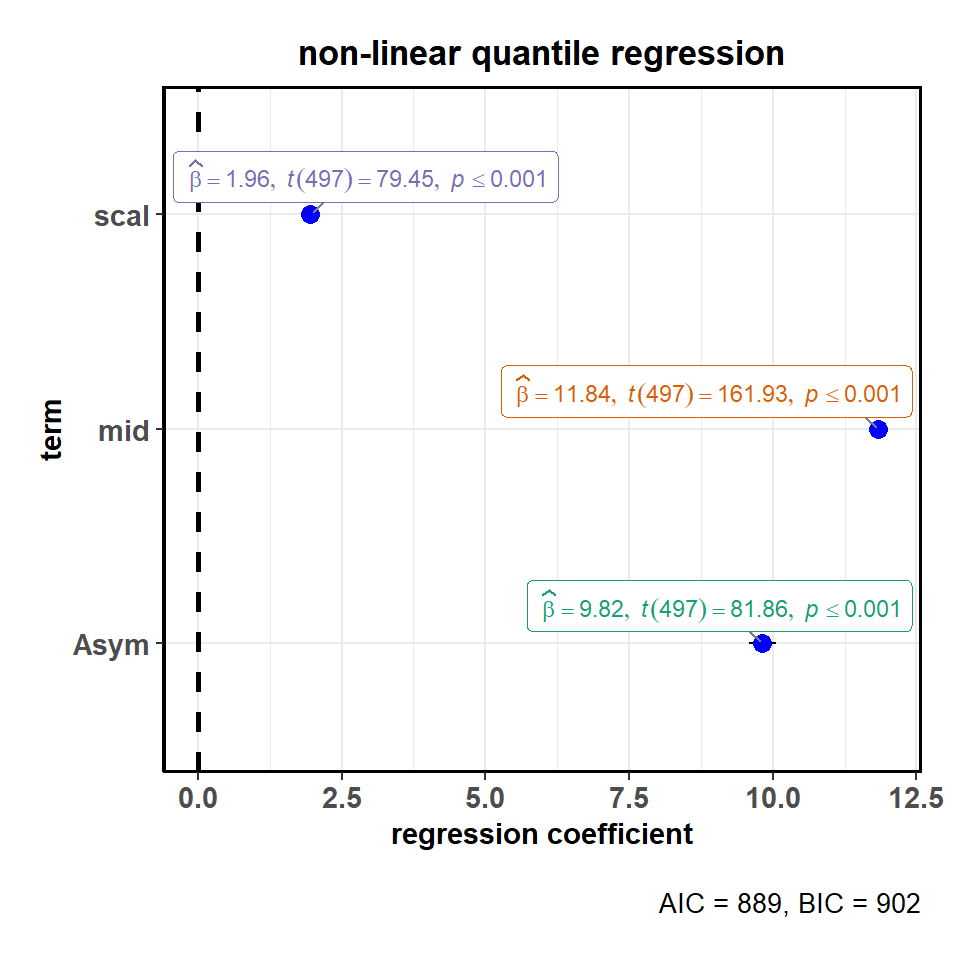 non-linear quantile regression
β̂ = 1.96, t(497) = 79.45, p ≤ 0.001
scal
β̂ = 11.84, t(497) = 161.93, p ≤ 0.001
mid
term
β̂ = 9.82, t(497) = 81.86, p ≤ 0.001
Asym
0.0 2.5 5.0 7.5 10.0 12.5
regression coefficient
AIC = 889, BIC = 902